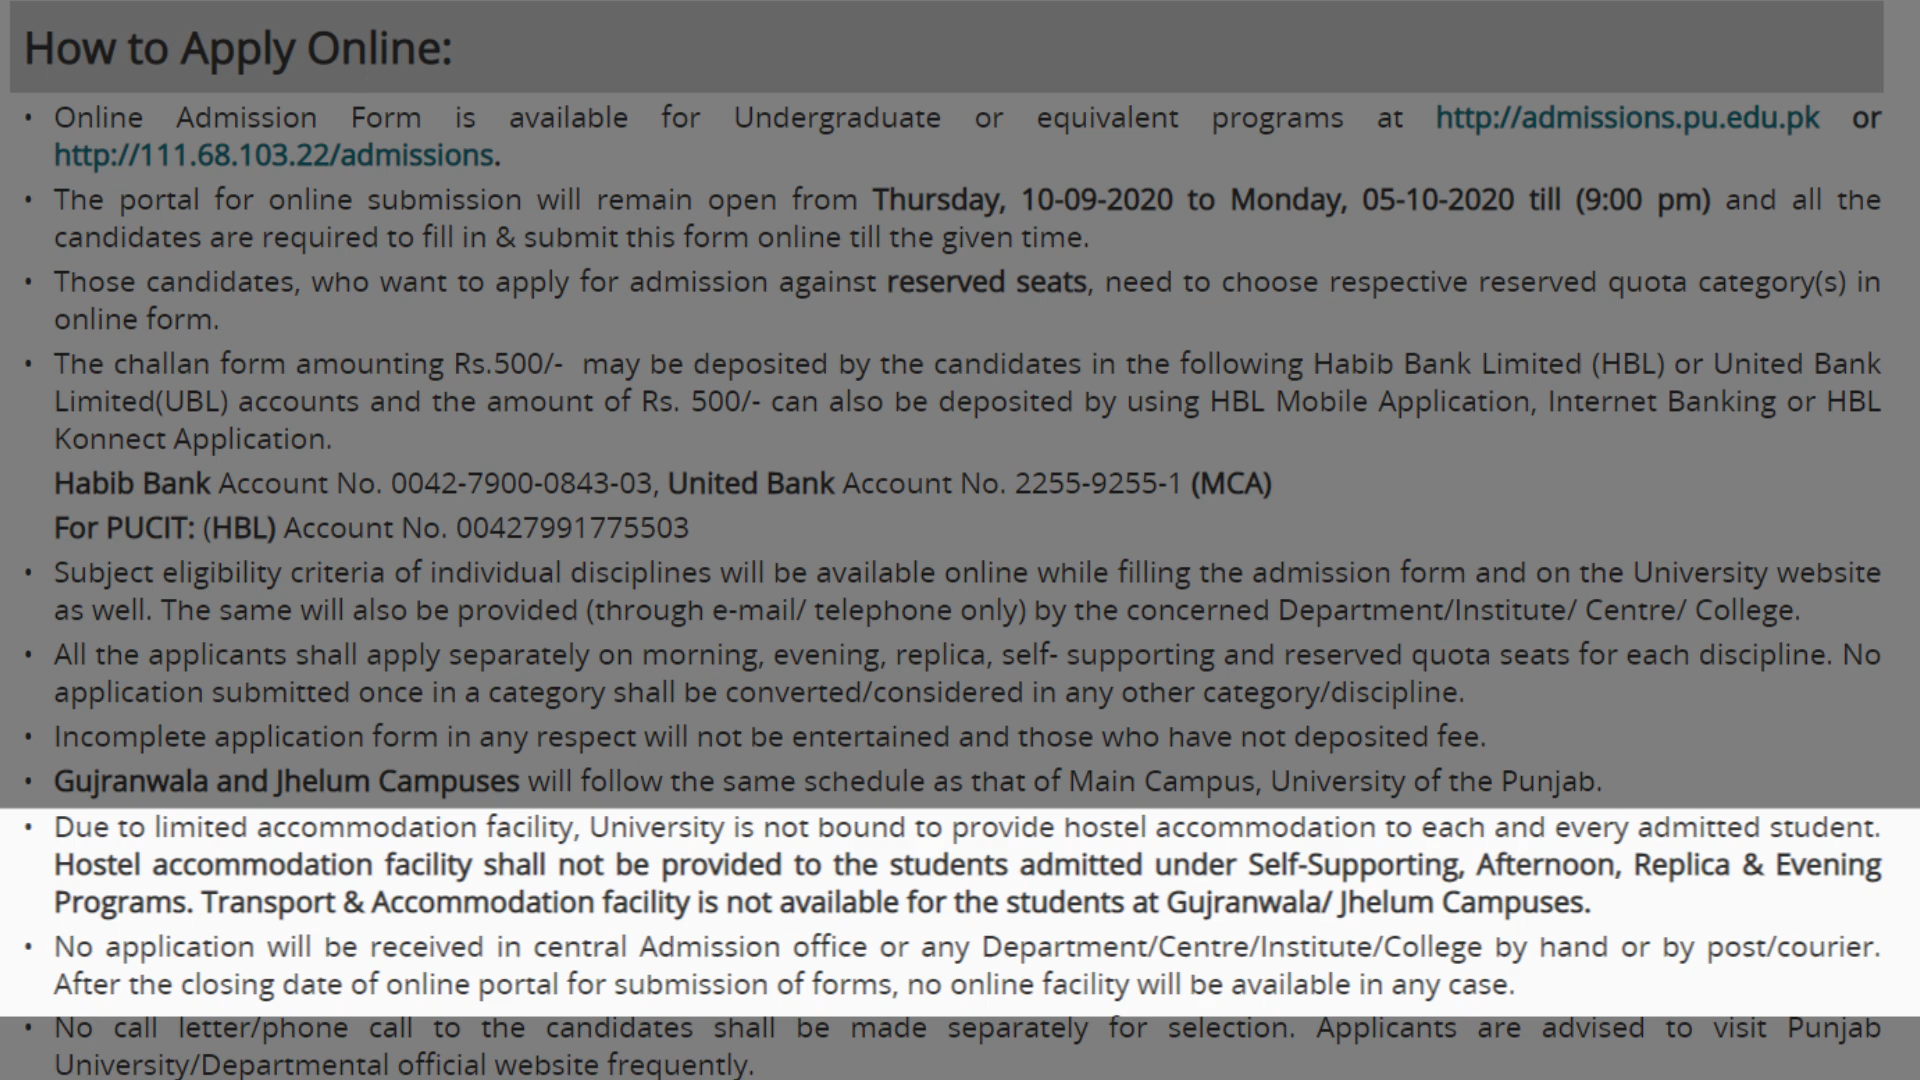 How to Apply Online:
• Online Admission Form is available for Undergraduate or equivalent programs at http://admissions.pu.edu.pk or
http://111.68.103.22/admissions.
• The portal for online submission will remain open from Thursday, 10-09-2020 to Monday, 05-10-2020 till (9:00 pm) and all the
candidates are required to fill in & submit this form online till the given time.
• Those candidates, who want to apply for admission against reserved seats, need to choose respective reserved quota category(s) in
online form.
• The challan form amounting Rs.500/- may be deposited by the candidates in the following Habib Bank Limited (HBL) or United Bank
Limited(UBL) accounts and the amount of Rs. 500/- can also be deposited by using HBL Mobile Application, Internet Banking or HBL
Konnect Application.
Habib Bank Account No. 0042-7900-0843-03, United Bank Account No. 2255-9255-1 (MCA)
For PUCIT: (HBL) Account No. 00427991775503
• Subject eligibility criteria of individual disciplines will be available online while filling the admission form and on the University website
as well. The same will also be provided (through e-mail/ telephone only) by the concerned Department/Institute/ Centre/ College.
• All the applicants shall apply separately on morning, evening, replica, self- supporting and reserved quota seats for each discipline. No
application submitted once in a category shall be converted/considered in any other category/discipline.
• Incomplete application form in any respect will not be entertained and those who have not deposited fee.
• Gujranwala and Jhelum Campuses will follow the same schedule as that of Main Campus, University of the Punjab.
• Due to limited accommodation facility, University is not bound to provide hostel accommodation to each and every admitted student.
Hostel accommodation facility shall not be provided to the students admitted under Self-Supporting, Afternoon, Replica & Evening
Programs. Transport & Accommodation facility is not available for the students at Gujranwala/ Jhelum Campuses.
• No application will be received in central Admission office or any Department/Centre/Institute/College by hand or by post/courier.
After the closing date of online portal for submission of forms, no online facility will be available in any case.
• No call letter/phone call to the candidates shall be made separately for selection. Applicants are advised to visit Punjab
University/Departmental official website frequently.